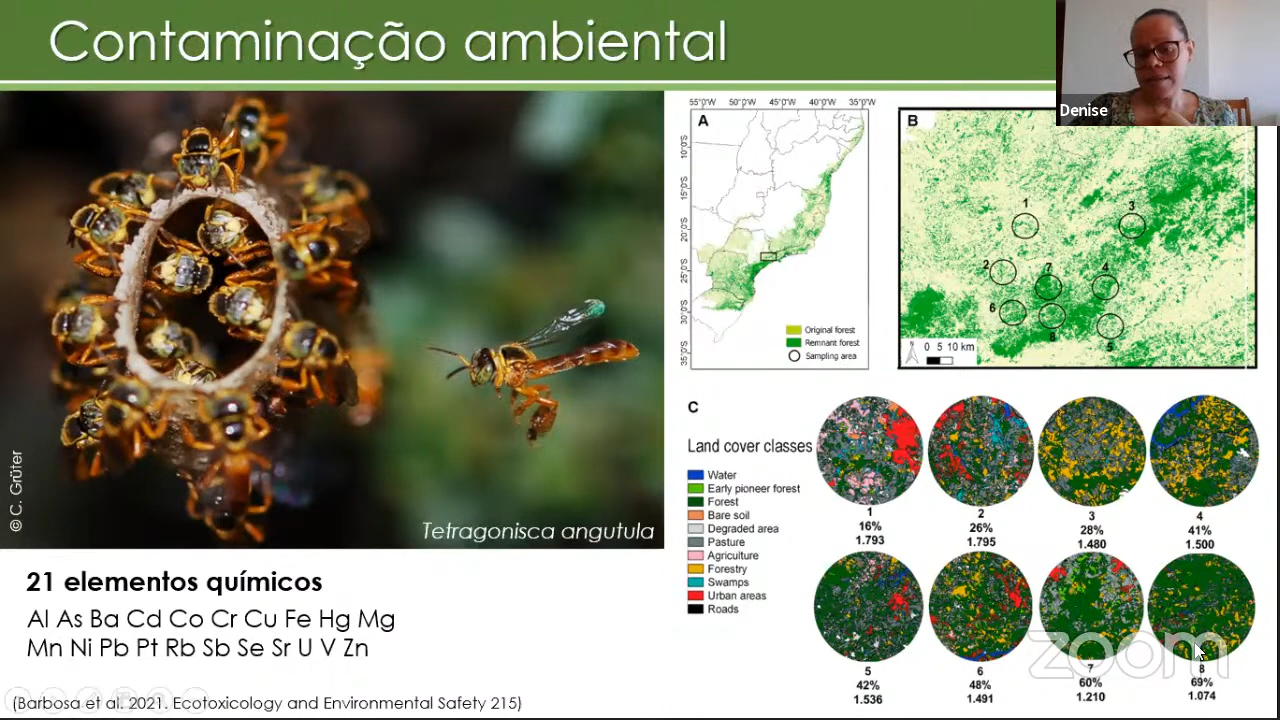 Contaminação ambiental
Denise
55°0'W 50°0'W 45°0'W 40°0'W 35°0'W
A
10°0'S
15°0'S
20°0'S
25°0'S
30°0'S
35°0'S
Original forest
Remnant forest
Sampling area
B
1
3
2
7
4
6
8
5
N
0 5 10 km
© C. Grüter
Tetragonisca angutula
C
Land cover classes
Water
Early pioneer forest
Forest
Bare soil
Degraded area
Pasture
Agriculture
Forestry
Swamps
Urban areas
Roads
1
16%
1.793
2
26%
1.795
3
28%
1.480
4
41%
1.500
5
42%
1.536
6
48%
1.491
7
60%
1.210
8
69%
1.074
21 elementos químicos
Al As Ba Cd Co Cr Cu Fe Hg Mg
Mn Ni Pb Pt Rb Sb Se Sr U V Zn
(Barbosa et al. 2021. Ecotoxicology and Environmental Safety 215)
zoom